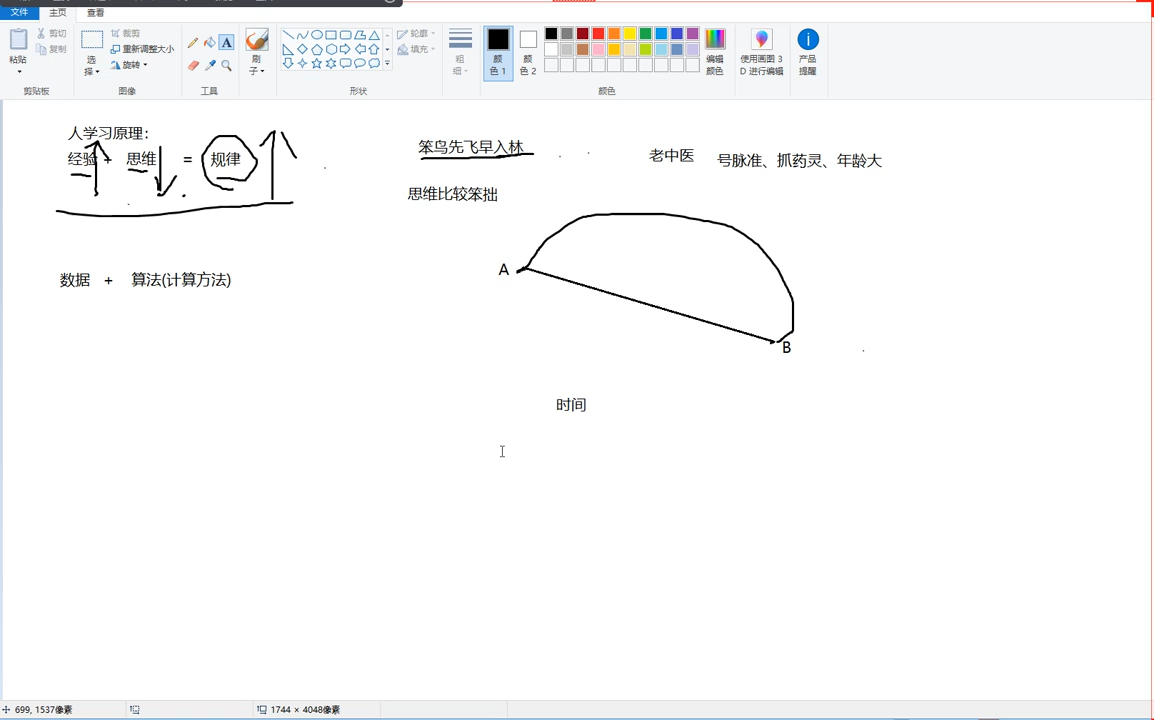 文件 主页 查看
剪切
复制
粘贴
剪贴板
裁剪
重新调整大小
旋转
选
择
图像
A
工具
刷
子
轮廓
填充
形状
粗
细
颜
色 1
颜
色 2
编辑
颜色
颜色
使用画图 3
D 进行编辑
产品
提醒
人学习原理：
经验 + 思维 = 规律
数据 + 算法(计算方法)
笨鸟先飞早入林
思维比较笨拙
老中医 号脉准、抓药灵、年龄大
A
B
时间
699, 1537像素
1744 × 4048像素